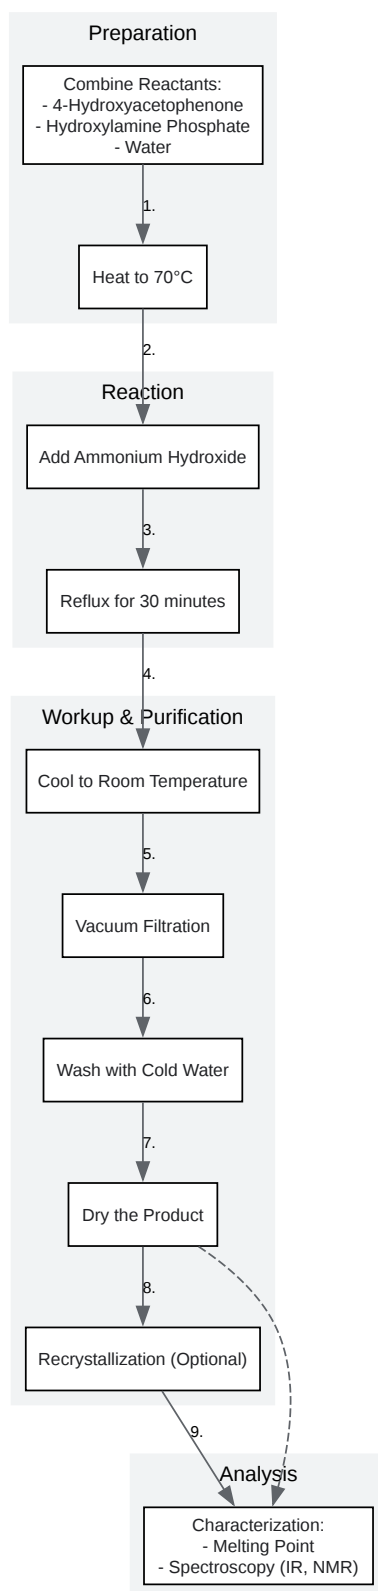 Preparation
Combine Reactants:
- 4-Hydroxyacetophenone
- Hydroxylamine Phosphate
- Water
1.
Heat to 70°C
2.
Reaction
Add Ammonium Hydroxide
3.
Reflux for 30 minutes
4.
Workup & Purification
Cool to Room Temperature
5.
Vacuum Filtration
6.
Wash with Cold Water
7.
Dry the Product
8.
Recrystallization (Optional)
9.
Analysis
Characterization:
- Melting Point
- Spectroscopy (IR, NMR)